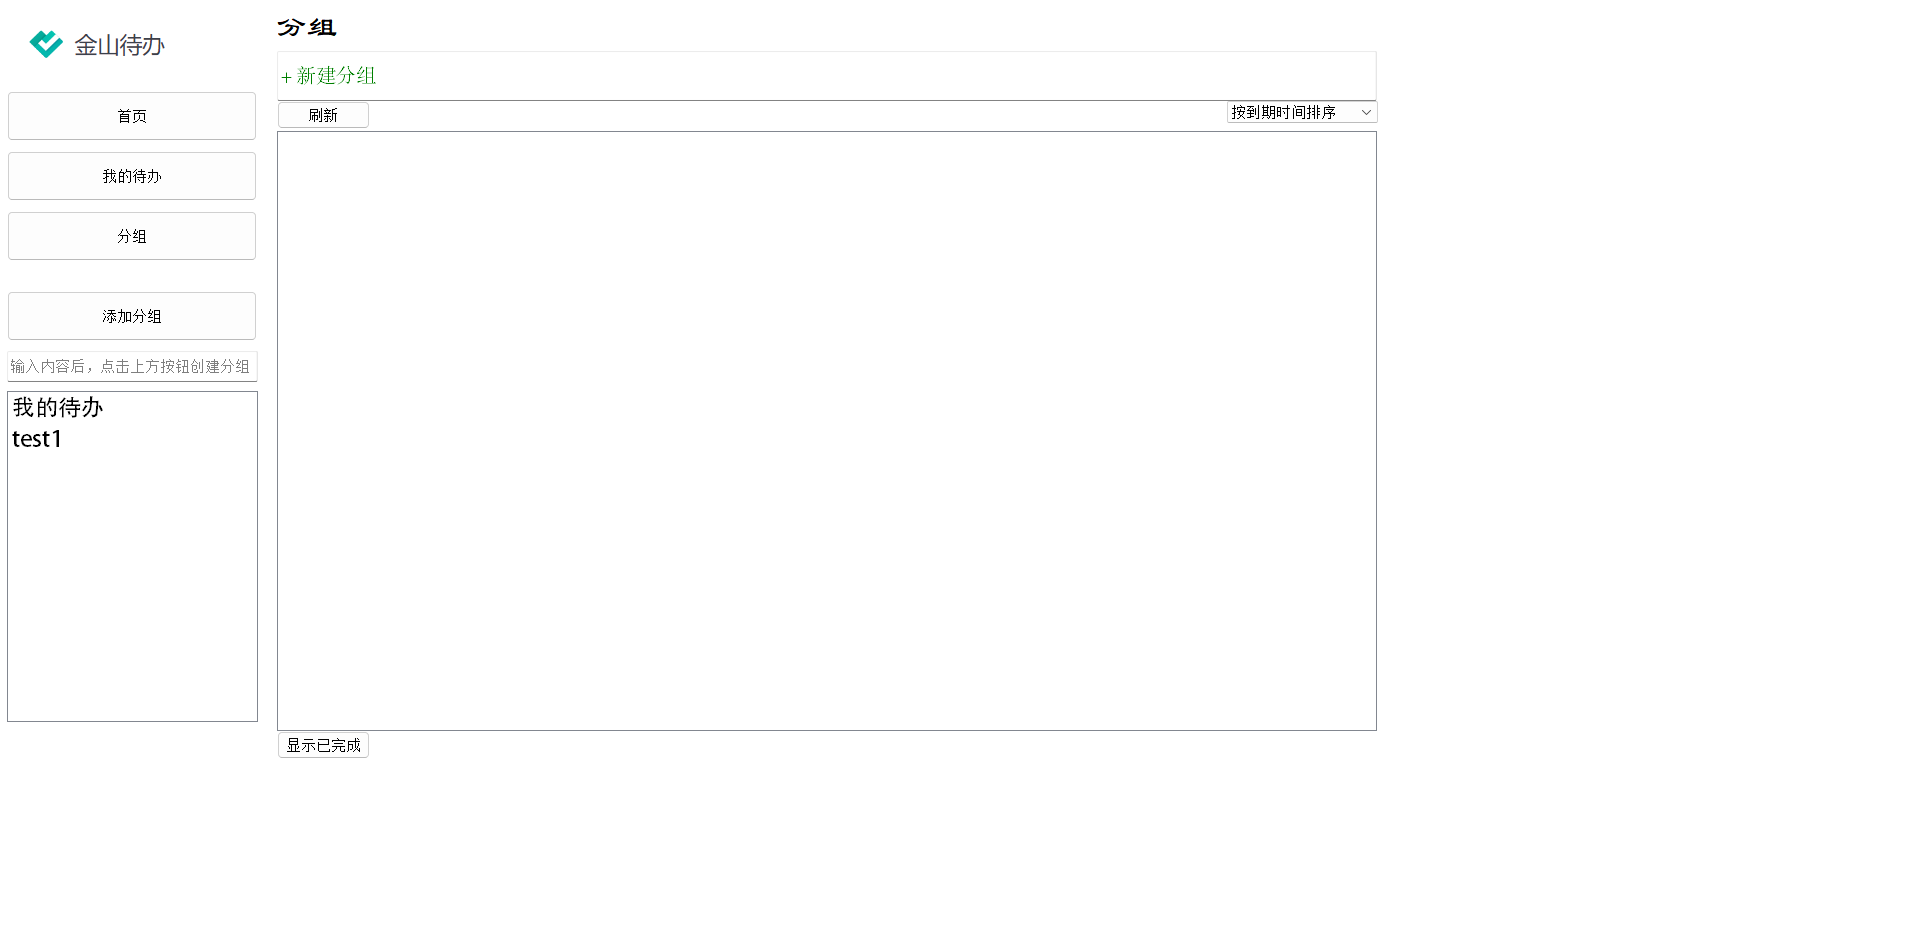 金山待办
首页
我的待办
分组
添加分组
输入内容后，点击上方按钮创建分组
我的待办
test1
分组
+ 新建分组
刷新
按到期时间排序
显示已完成